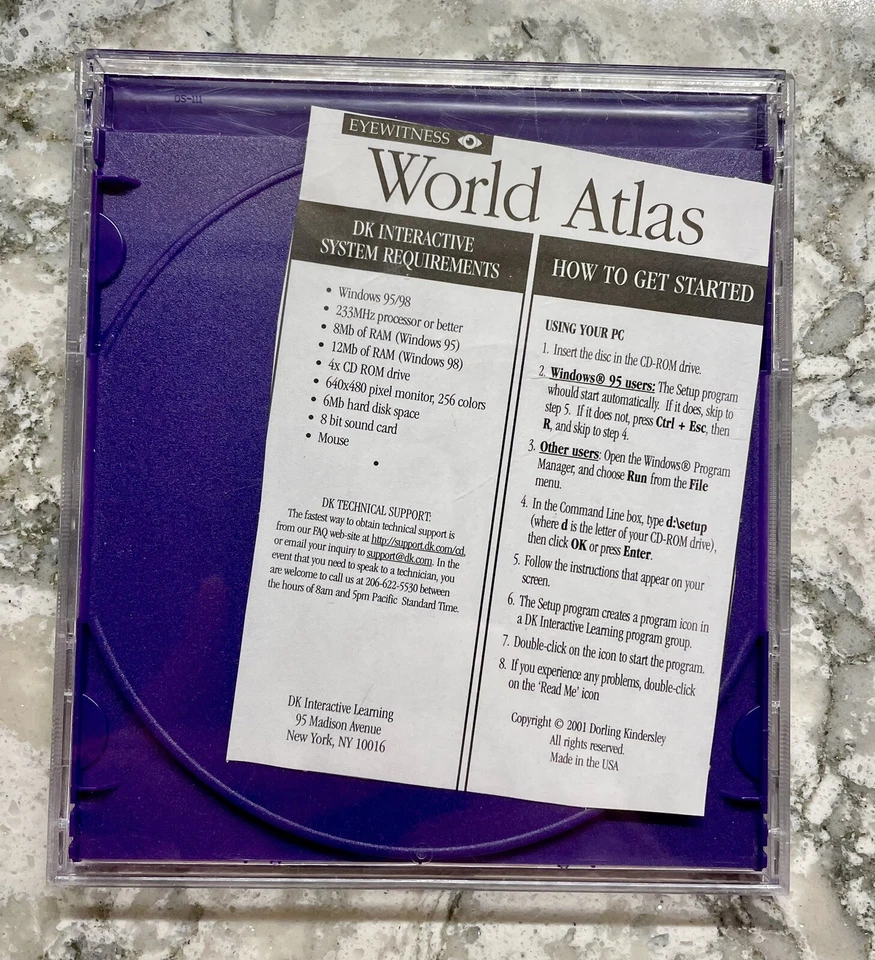 DS-111
EYEWITNESS
World Atlas
DK INTERACTIVE
SYSTEM REQUIREMENTS
• Windows 95/98
• 233MHz processor or better
• 8Mb of RAM (Windows 95)
• 12Mb of RAM (Windows 98)
• 4x CD ROM drive
• 640x480 pixel monitor, 256 colors
• 6Mb hard disk space
• 8 bit sound card
• Mouse
•
DK TECHNICAL SUPPORT:
The fastest way to obtain technical support is
from our FAQ web-site at http://support.dk.com/cd,
or email your inquiry to support@dk.com. In the
event that you need to speak to a technician, you
are welcome to call us at 206-622-5530 between
the hours of 8am and 5pm Pacific Standard Time.
DK Interactive Learning
95 Madison Avenue
New York, NY 10016
HOW TO GET STARTED
USING YOUR PC
1. Insert the disc in the CD-ROM drive.
2. Windows® 95 users: The Setup program
whould start automatically. If it does, skip to
step 5. If it does not, press Ctrl + Esc, then
R, and skip to step 4.
3. Other users: Open the Windows® Program
Manager, and choose Run from the File
menu.
4. In the Command Line box, type d:\setup
(where d is the letter of your CD-ROM drive),
then click OK or press Enter.
5. Follow the instructions that appear on your
screen.
6. The Setup program creates a program icon in
a DK Interactive Learning program group.
7. Double-click on the icon to start the program.
8. If you experience any problems, double-click
on the 'Read Me' icon
Copyright © 2001 Dorling Kindersley
All rights reserved.
Made in the USA